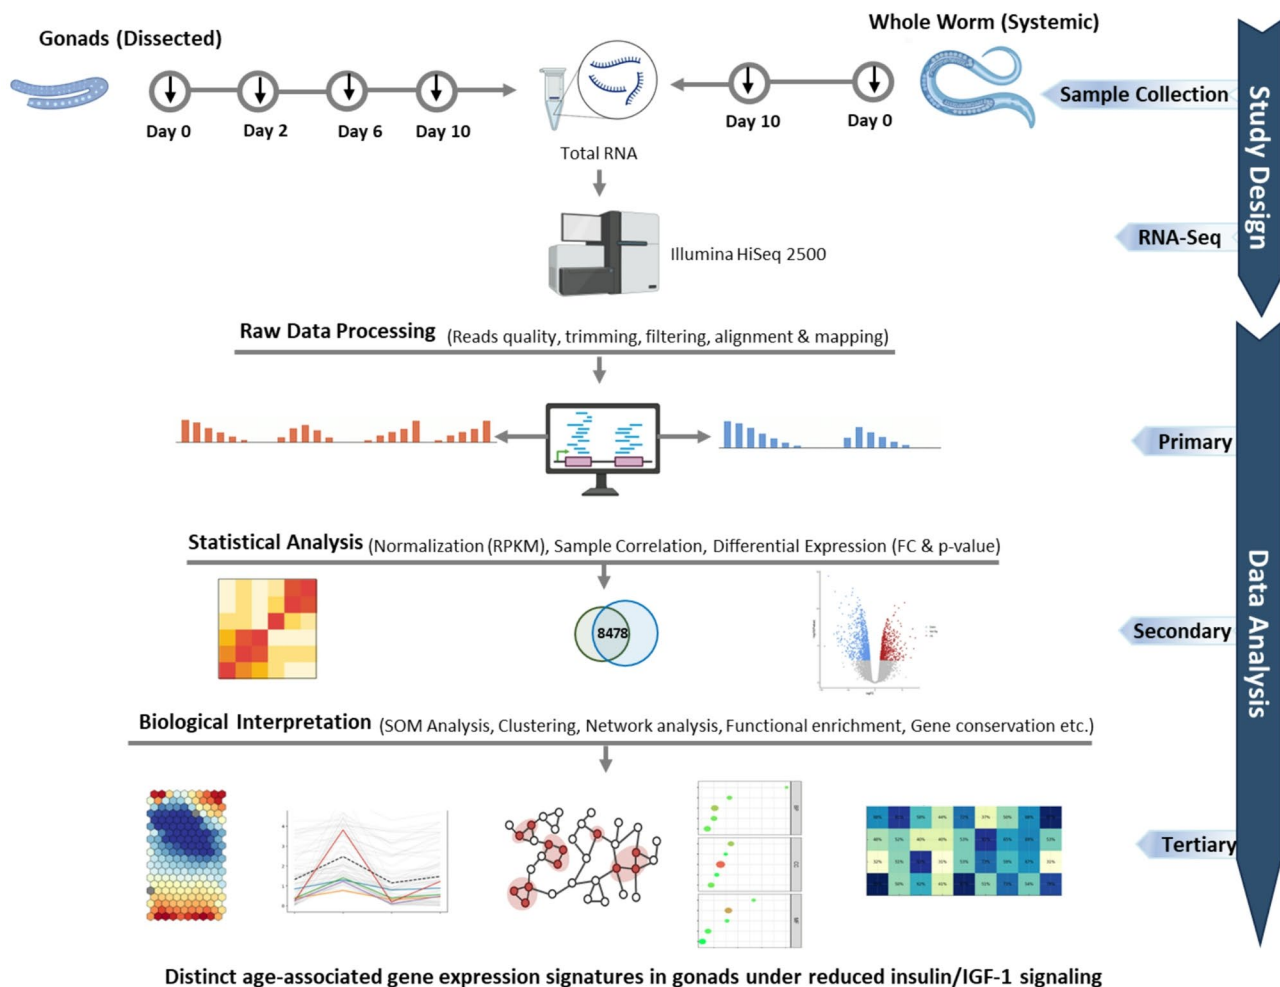 Gonads (Dissected)
Whole Worm (Systemic)
Day 0
Day 2
Day 6
Day 10
Day 10
Day 0
Sample Collection
Study Design
Total RNA
RNA-Seq
Illumina HiSeq 2500
Raw Data Processing (Reads quality, trimming, filtering, alignment & mapping)
Primary
Data Analysis
Statistical Analysis (Normalization (RPKM), Sample Correlation, Differential Expression (FC & p-value)
8478
Secondary
Biological Interpretation (SOM Analysis, Clustering, Network analysis, Functional enrichment, Gene conservation etc.)
Tertiary
Distinct age-associated gene expression signatures in gonads under reduced insulin/IGF-1 signaling